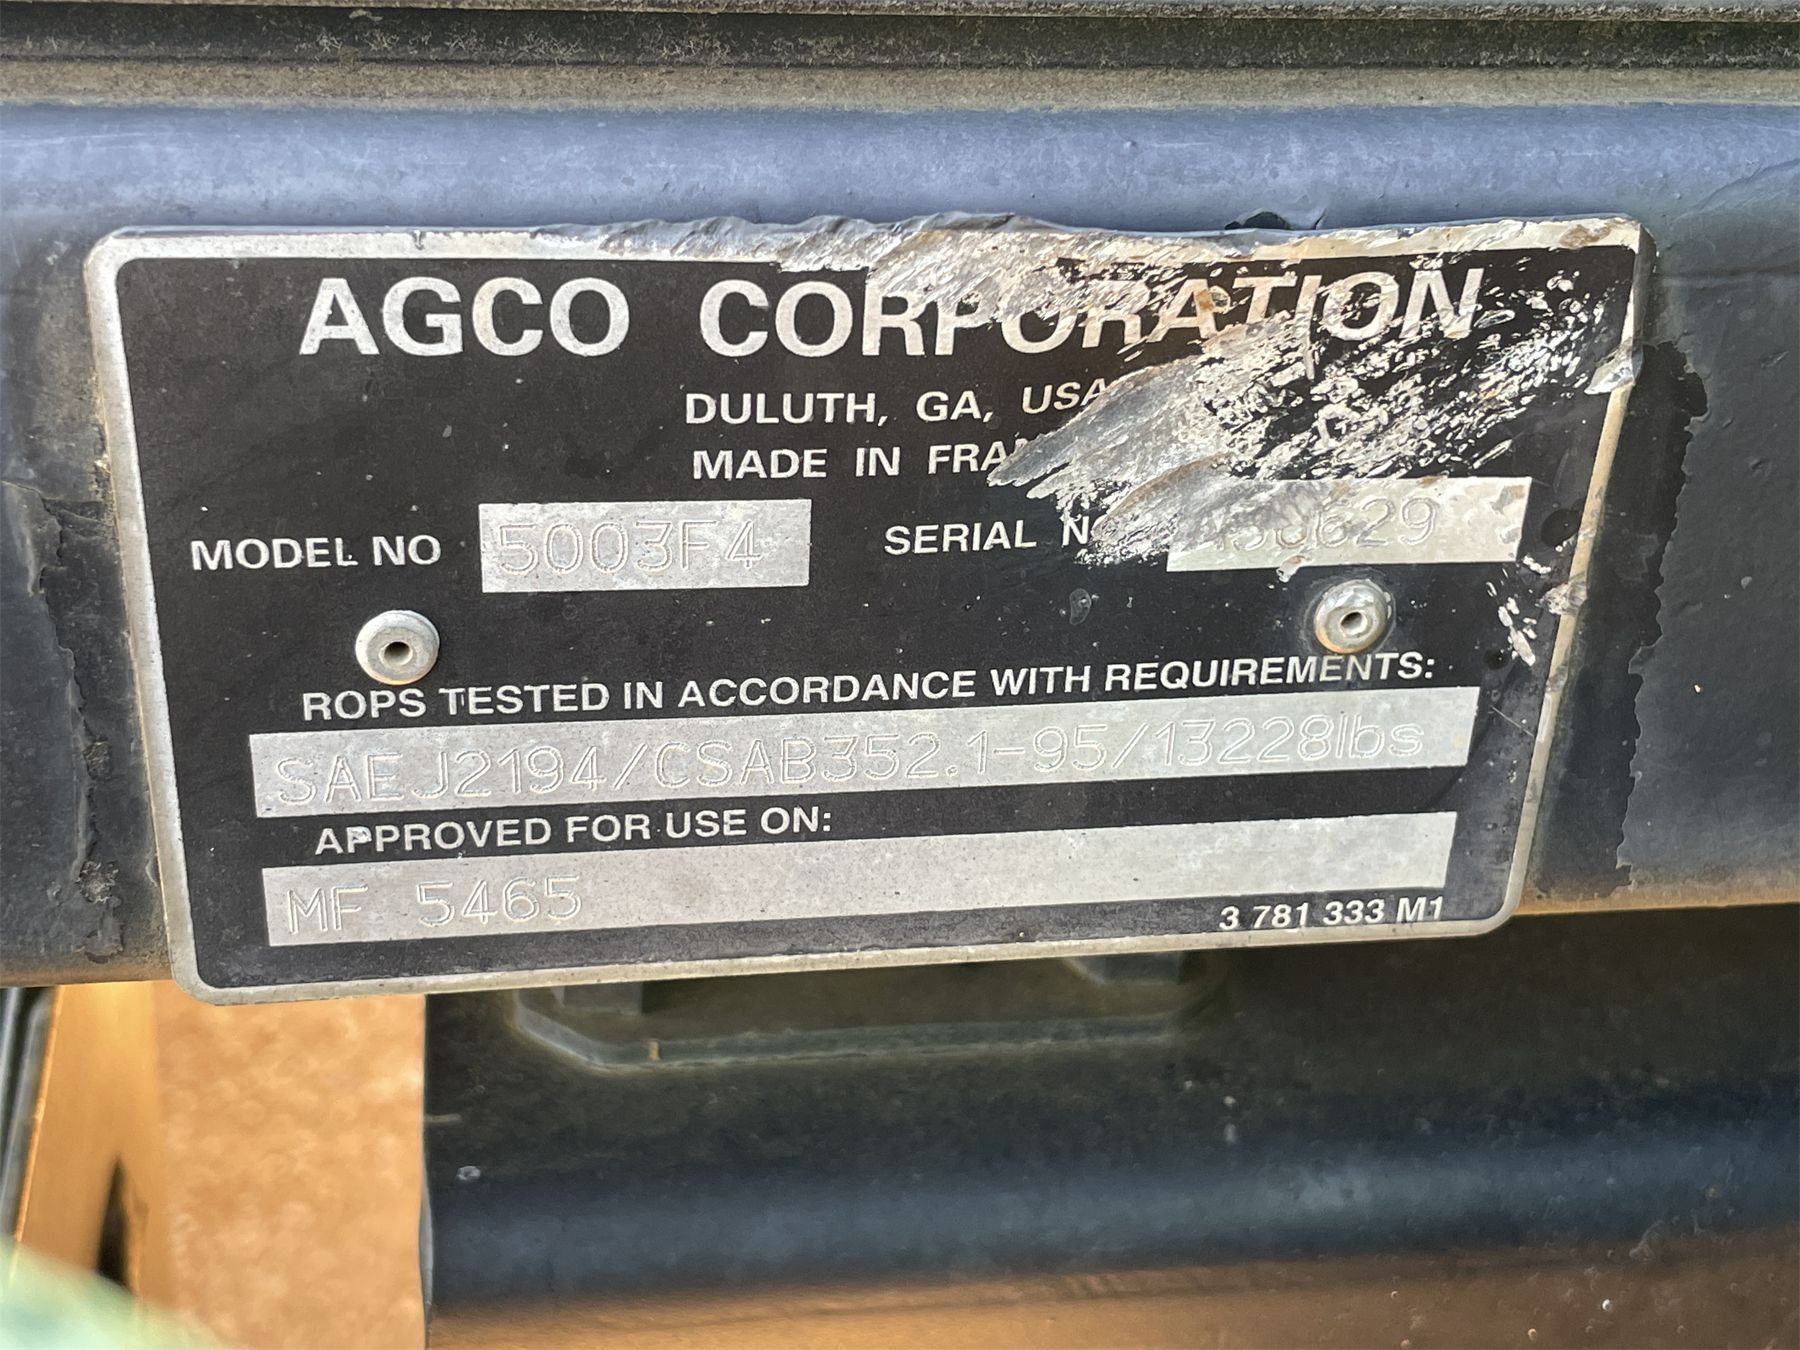 AGCO CORPORATION
DULUTH, GA, USA
MADE IN
MODEL NO 5003F4 SERIAL
ROPS TESTED IN ACCORDANCE WITH REQUIREMENTS:
SAEJ2194/CSAB352.1-95/13228lbs
APPROVED FOR USE ON:
MF 5465
3 781 333 M1